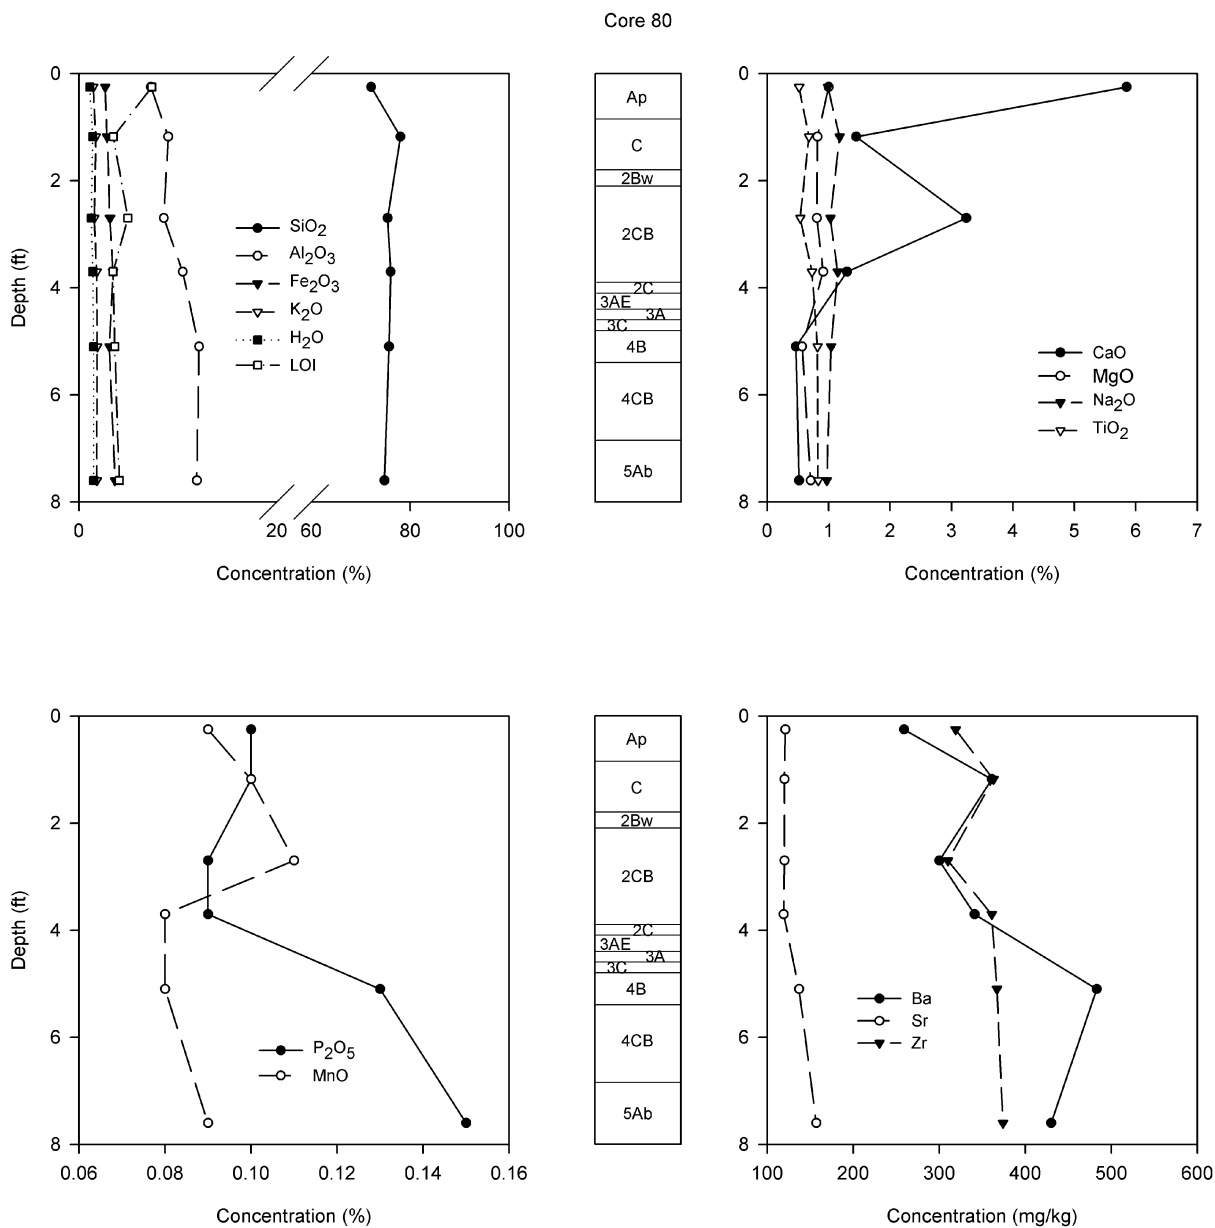 Core 80
0
2
4
6
8
Depth (ft)
0
20
60
80
100
Concentration (%)
SiO₂
Al₂O₃
Fe₂O₃
K₂O
H₂O
LOI
Ap
C
2Bw
2CB
2C
3AE
3A
3C
4B
4CB
5Ab
0
2
4
6
8
0
1
2
3
4
5
6
7
Concentration (%)
CaO
MgO
Na₂O
TiO₂
0
2
4
6
8
Depth (ft)
0.06
0.08
0.10
0.12
0.14
0.16
Concentration (%)
P₂O₅
MnO
Ap
C
2Bw
2CB
2C
3AE
3A
3C
4B
4CB
5Ab
0
2
4
6
8
100
200
300
400
500
600
Concentration (mg/kg)
Ba
Sr
Zr